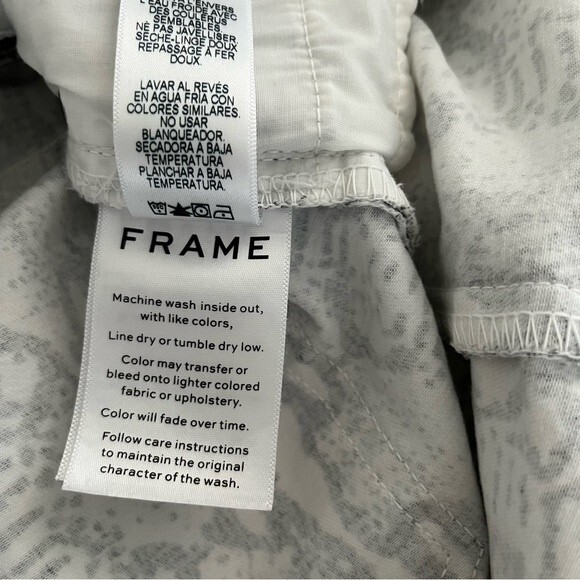 L'EAU FROIDE AVEC
DES COULEURS
SEMBLABLES
NE PAS JAVELLISER
SÈCHE-LINGE DOUX
REPASSAGE À FER
DOUX.
LAVAR AL REVÉS
EN AGUA FRÍA CON
COLORES SIMILARES.
NO USAR
BLANQUEADOR.
SECADORA A BAJA
TEMPERATURA
PLANCHAR A BAJA
TEMPERATURA.
FRAME
Machine wash inside out,
with like colors,
Line dry or tumble dry low.
Color may transfer or
bleed onto lighter colored
fabric or upholstery.
Color will fade over time.
Follow care instructions
to maintain the original
character of the wash.